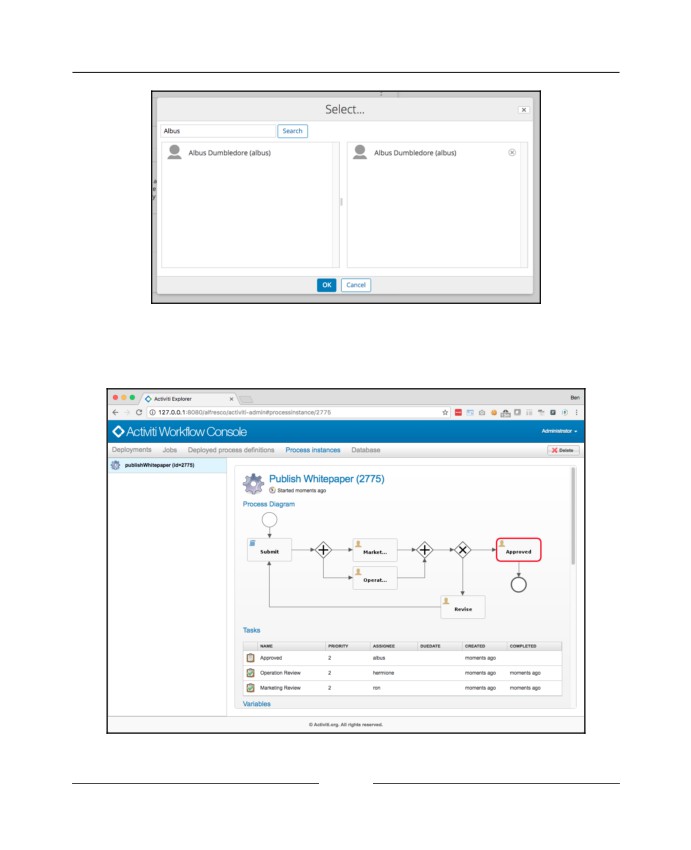 Select...
Albus
Search
Albus Dumbledore (albus)
Albus Dumbledore (albus)
OK
Cancel
Activiti Explorer
Ben
127.0.0.1:8080/alfresco/activiti-admin#processinstance/2775
Activiti Workflow Console
Administrator
Deployments Jobs Deployed process definitions Process instances Database
Delete
publishWhitepaper (id=2775)
Publish Whitepaper (2775)
Started moments ago
Process Diagram
Submit
Market...
Approved
Operat...
Revise
Tasks
NAME PRIORITY ASSIGNEE DUEDATE CREATED COMPLETED
Approved 2 albus moments ago
Operation Review 2 hermione moments ago moments ago
Marketing Review 2 ron moments ago moments ago
Variables
© Activiti.org. All rights reserved.